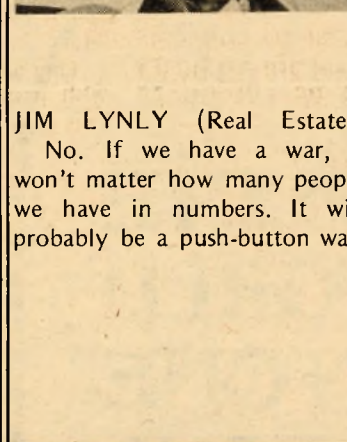 JIM LYNLY (Real Estate
No. If we have a war,
won't matter how many peop
we have in numbers. It wi
probably be a push-button wa